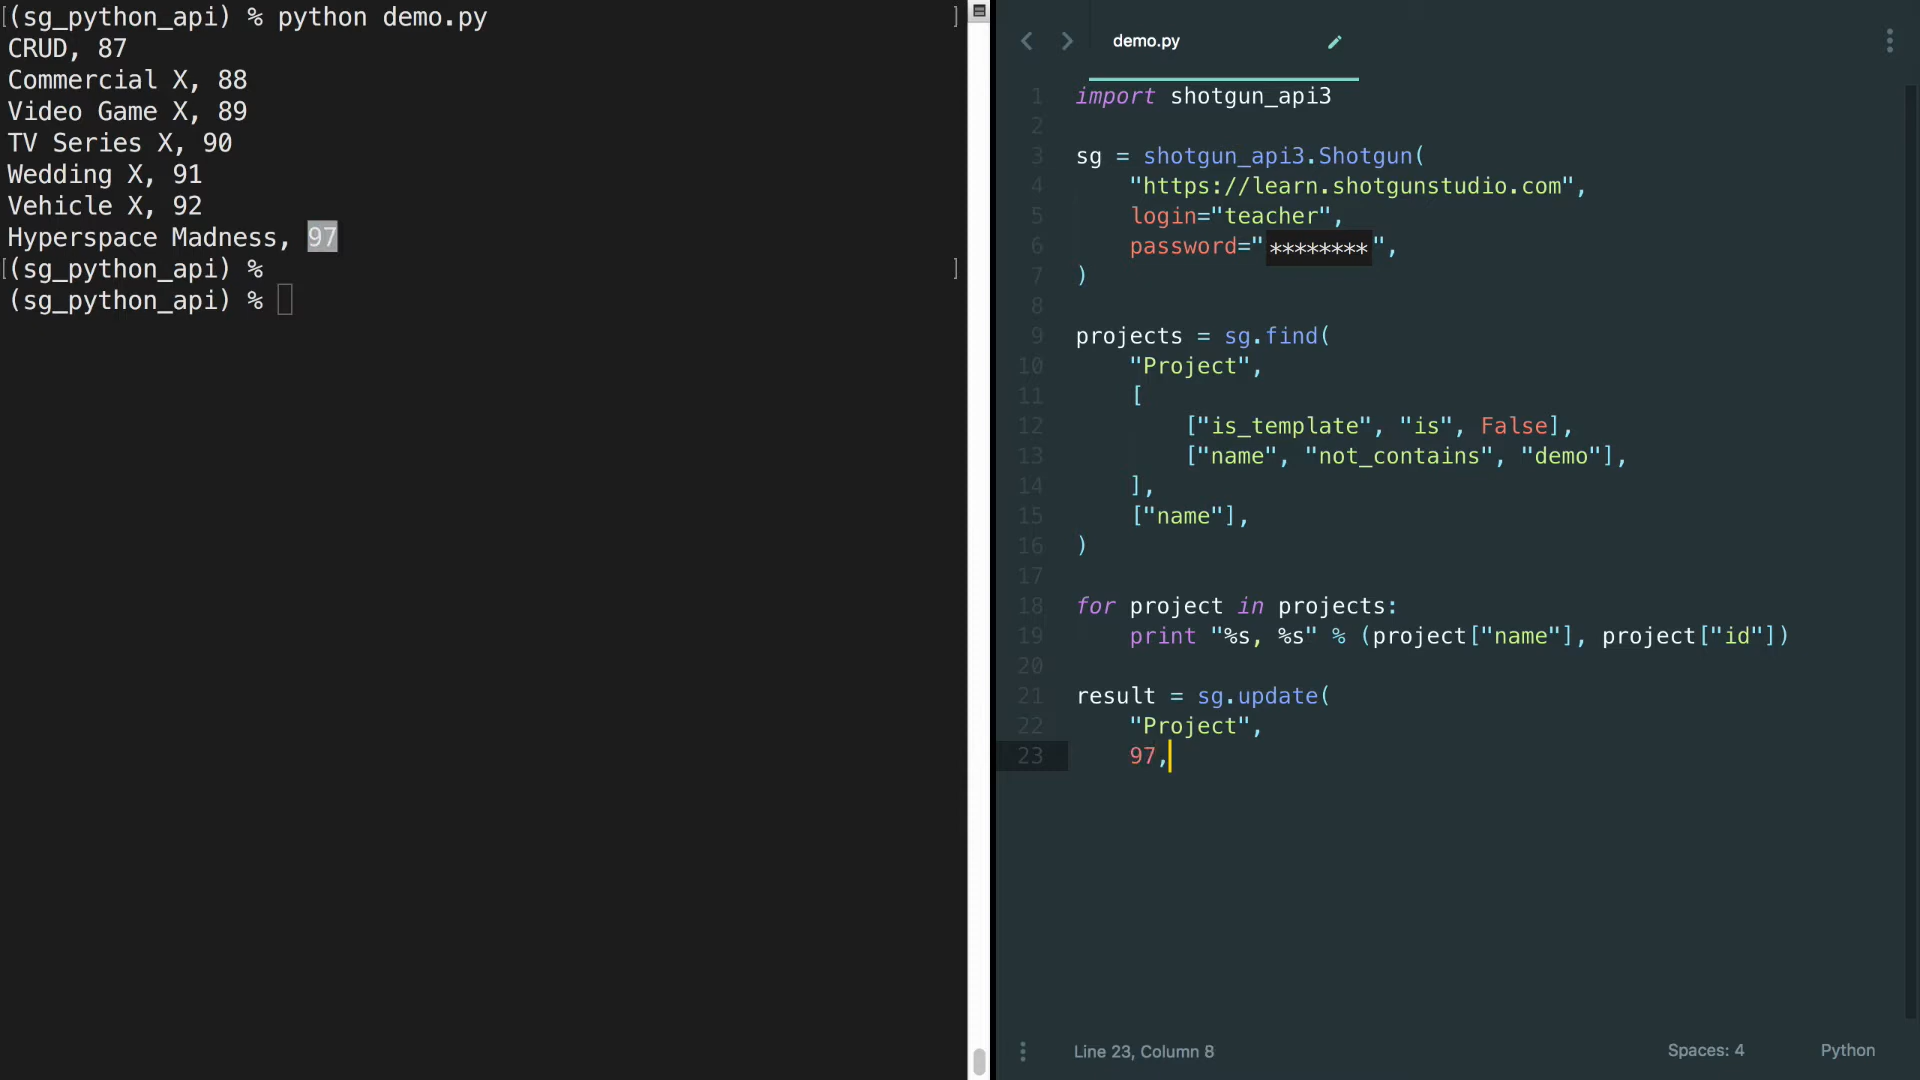 [(sg_python_api) % python demo.py ]
CRUD, 87
Commercial X, 88
Video Game X, 89
TV Series X, 90
Wedding X, 91
Vehicle X, 92
Hyperspace Madness, 97
[(sg_python_api) % ]
(sg_python_api) %
demo.py
1 import shotgun_api3
2
3 sg = shotgun_api3.Shotgun(
4     "https://learn.shotgunstudio.com",
5     login="teacher",
6     password="********",
7 )
8
9 projects = sg.find(
10     "Project",
11     [
12         ["is_template", "is", False],
13         ["name", "not_contains", "demo"],
14     ],
15     ["name"],
16 )
17
18 for project in projects:
19     print "%s, %s" % (project["name"], project["id"])
20
21 result = sg.update(
22     "Project",
23     97,
Line 23, Column 8
Spaces: 4
Python